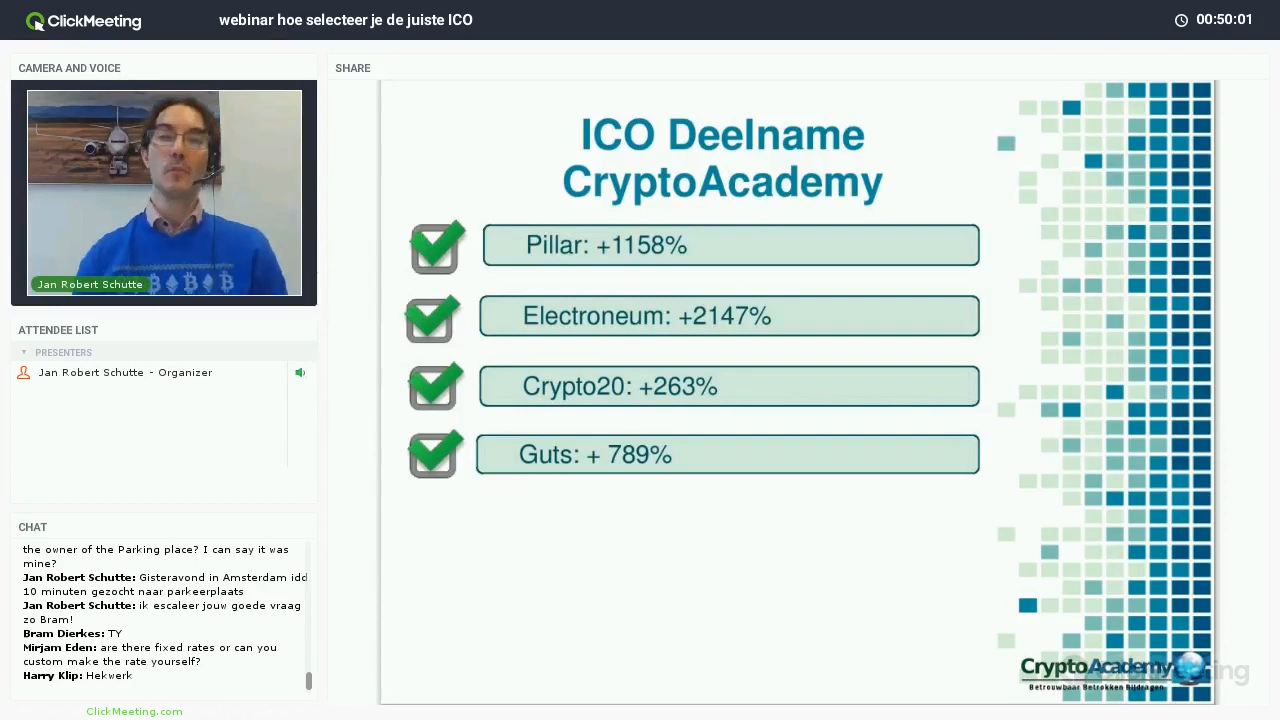 ClickMeeting
webinar hoe selecteer je de juiste ICO
00:50:01
CAMERA AND VOICE
Jan Robert Schutte
ATTENDEE LIST
PRESENTERS
Jan Robert Schutte - Organizer
CHAT
the owner of the Parking place? I can say it was
mine?
Jan Robert Schutte: Gisteravond in Amsterdam idd
10 minuten gezocht naar parkeerplaats
Jan Robert Schutte: ik escaleer jouw goede vraag
zo Bram!
Bram Dierkes: TY
Mirjam Eden: are there fixed rates or can you
custom make the rate yourself?
Harry Klip: Hekwerk
ClickMeeting.com
SHARE
ICO Deelname
CryptoAcademy
Pillar: +1158%
Electroneum: +2147%
Crypto20: +263%
Guts: + 789%
CryptoAcademy
Betrouwbaar Betrokken Bijdragen
ClickMeeting